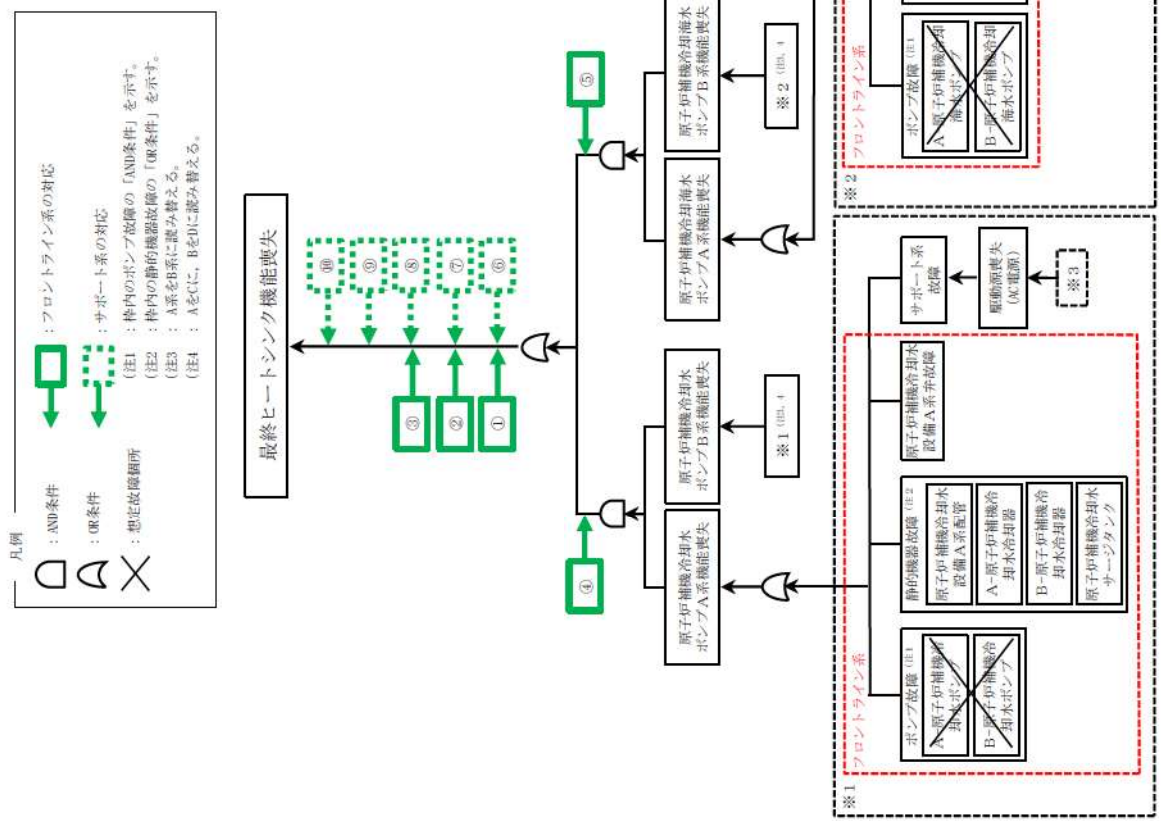 凡例
：AND条件
：OR条件
：想定故障個所
：フロントライン系の対応
：サポート系の対応
(注1 ：枠内のポンプ故障の「AND条件」を示す。
(注2 ：枠内の静的機器故障の「OR条件」を示す。
(注3 ：A系をB系に読み替える。
(注4 ：AをCに，BをDに読み替える。
最終ヒートシンク機能喪失
⑩
⑨
⑧
⑦
⑥
③
②
①
④
⑤
原子炉補機冷却水
ポンプA系機能喪失
原子炉補機冷却水
ポンプB系機能喪失
※1 (注3，4
原子炉補機冷却海水
ポンプA系機能喪失
原子炉補機冷却海水
ポンプB系機能喪失
※2 (注3，4
※1
フロントライン系
ポンプ故障 (注1
A-原子炉補機冷
却水ポンプ
B-原子炉補機冷
却水ポンプ
静的機器故障 (注2
原子炉補機冷却水
設備A系配管
A-原子炉補機冷
却水冷却器
B-原子炉補機冷
却水冷却器
原子炉補機冷却水
サージタンク
原子炉補機冷却水
設備A系弁故障
サポート系
故障
駆動源喪失
(AC電源)
※3
※2
フロントライン系
ポンプ故障 (注1
A-原子炉補機冷却
海水ポンプ
B-原子炉補機冷却
海水ポンプ